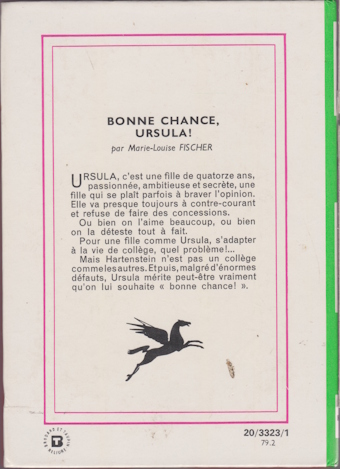 BONNE CHANCE,
URSULA!
par Marie-Louise FISCHER
URSULA, c'est une fille de quatorze ans,
passionnée, ambitieuse et secrète, une
fille qui se plaît parfois à braver l'opinion.
Elle va presque toujours à contre-courant
et refuse de faire des concessions.
Ou bien on l'aime beaucoup, ou bien
on la déteste tout à fait.
Pour une fille comme Ursula, s'adapter
à la vie de collège, quel problème!...
Mais Hartenstein n'est pas un collège
comme les autres. Et puis, malgré d'énormes
défauts, Ursula mérite peut-être vraiment
qu'on lui souhaite « bonne chance! ».
20/3323/1
79.2